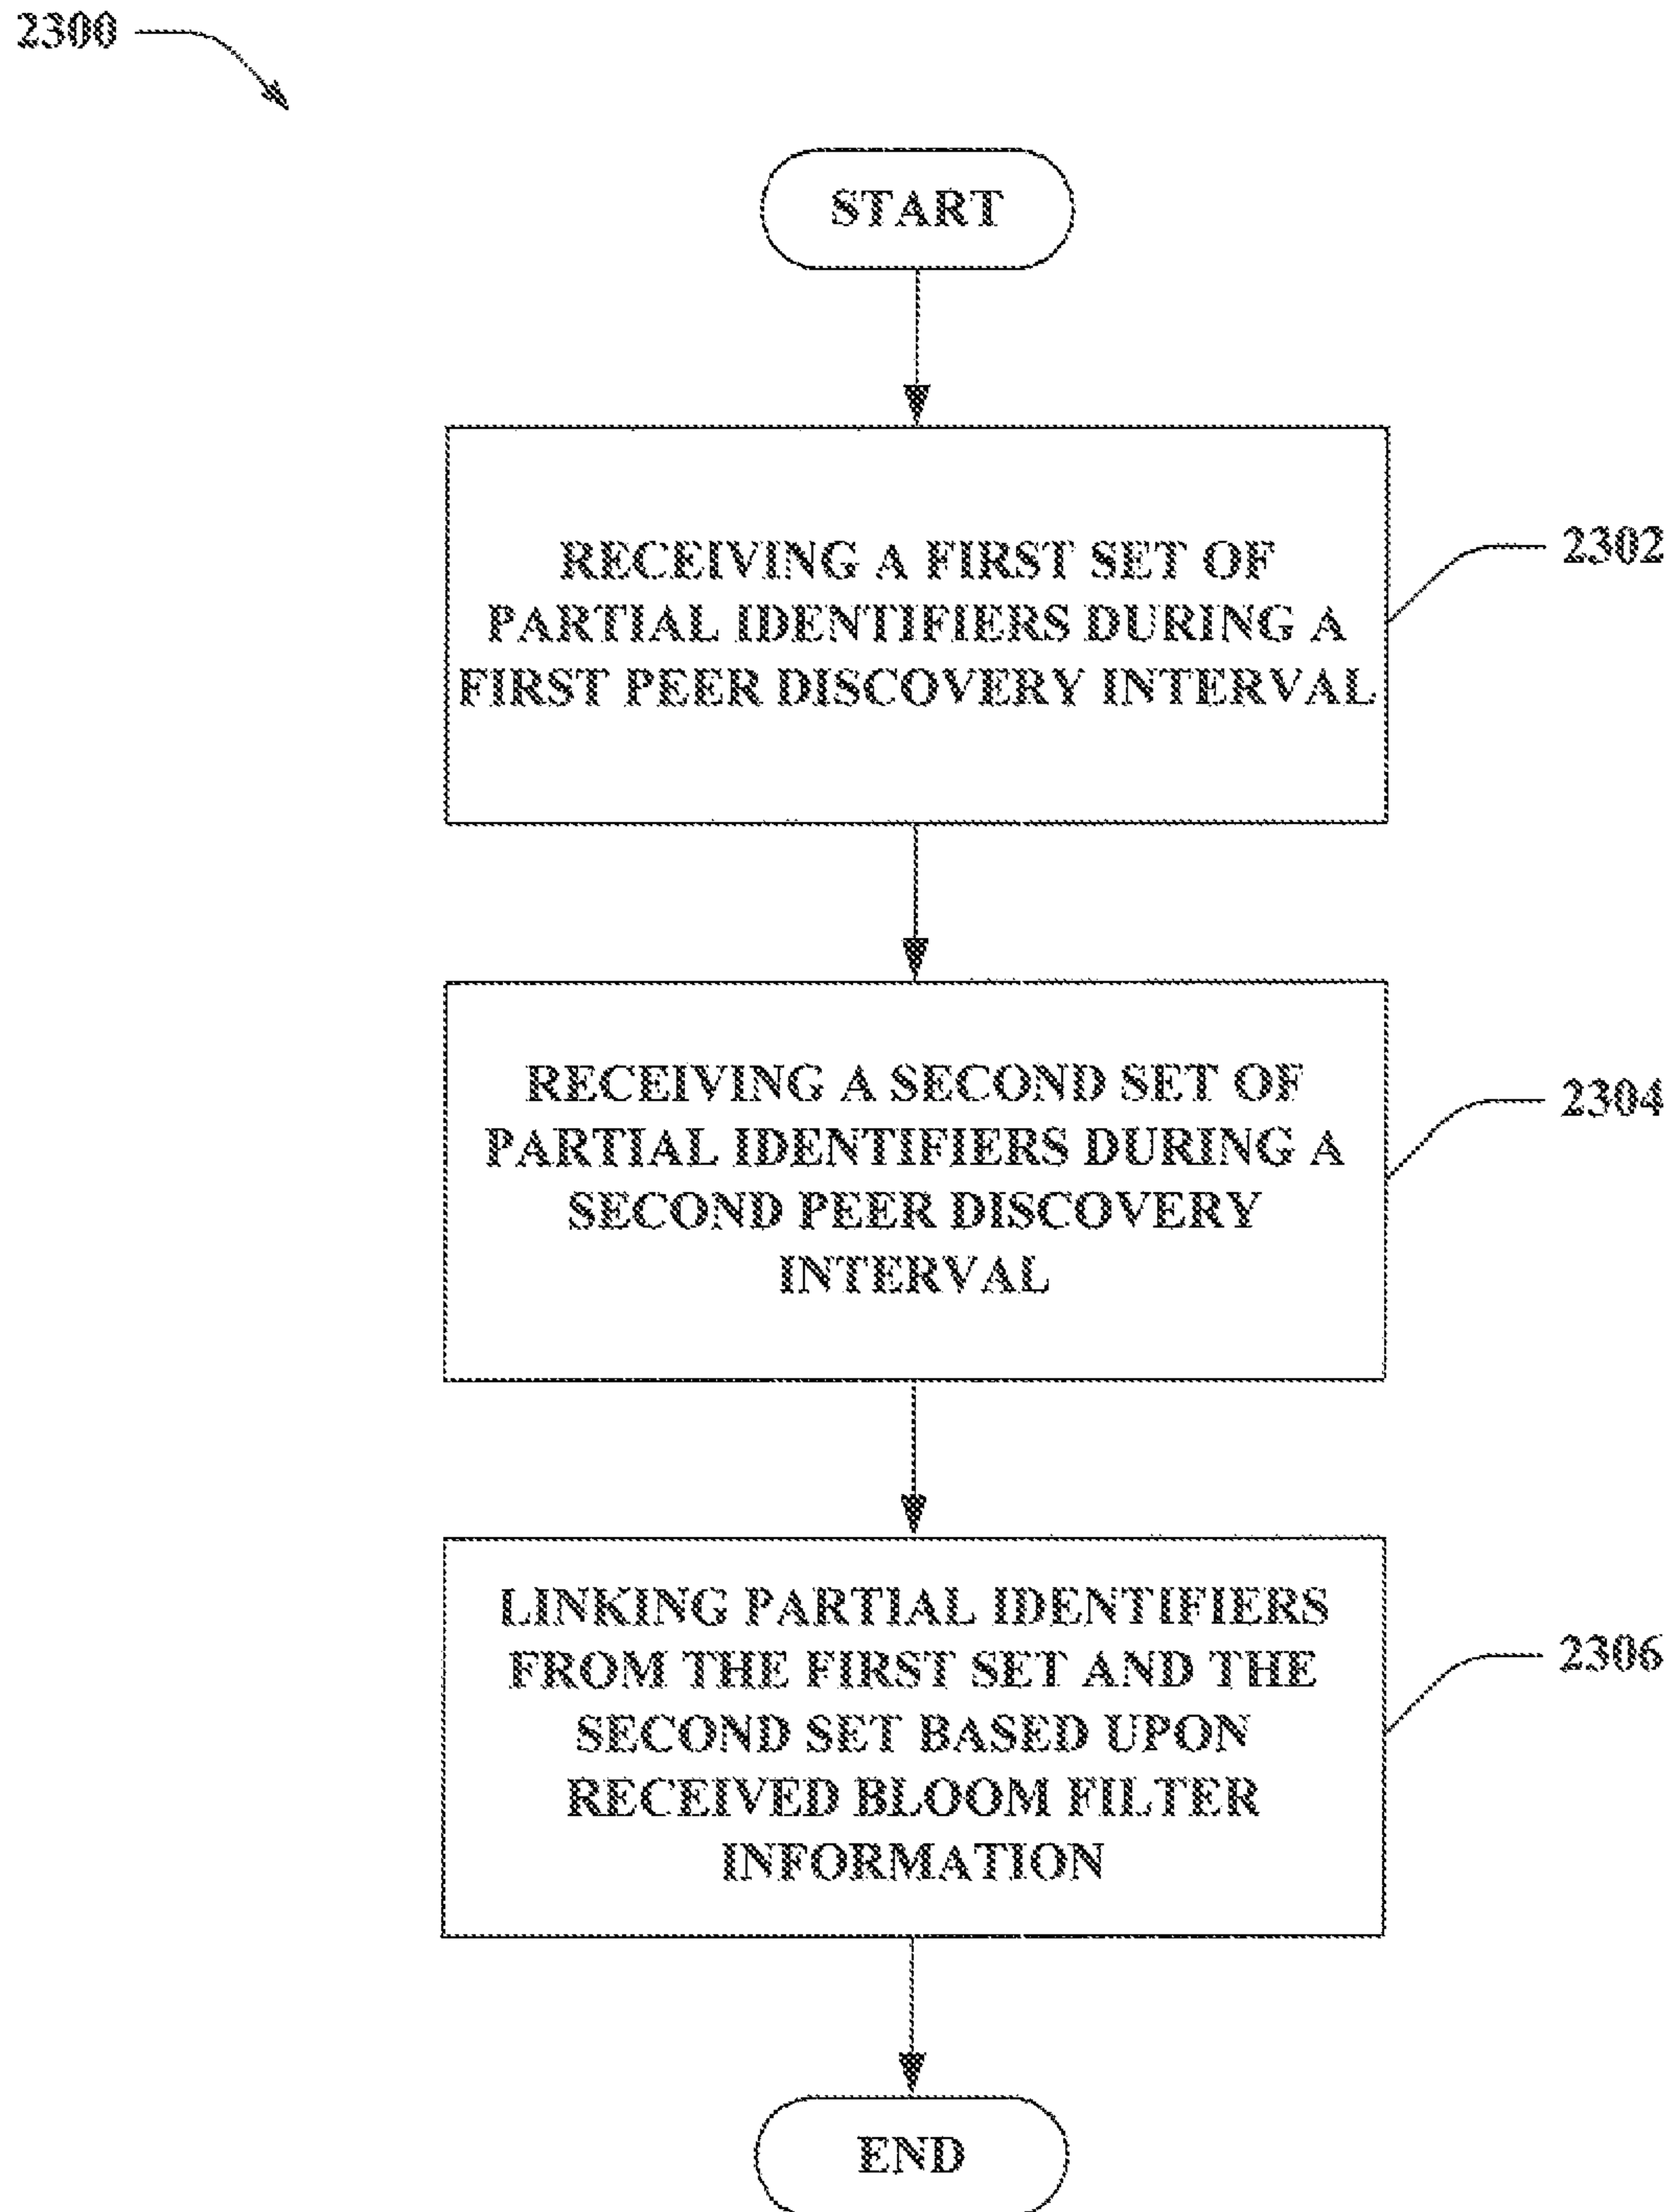 2300
START
RECEIVING A FIRST SET OF
PARTIAL IDENTIFIERS DURING A
FIRST PEER DISCOVERY INTERVAL
2302
RECEIVING A SECOND SET OF
PARTIAL IDENTIFIERS DURING A
SECOND PEER DISCOVERY
INTERVAL
2304
LINKING PARTIAL IDENTIFIERS
FROM THE FIRST SET AND THE
SECOND SET BASED UPON
RECEIVED BLOOM FILTER
INFORMATION
2306
END